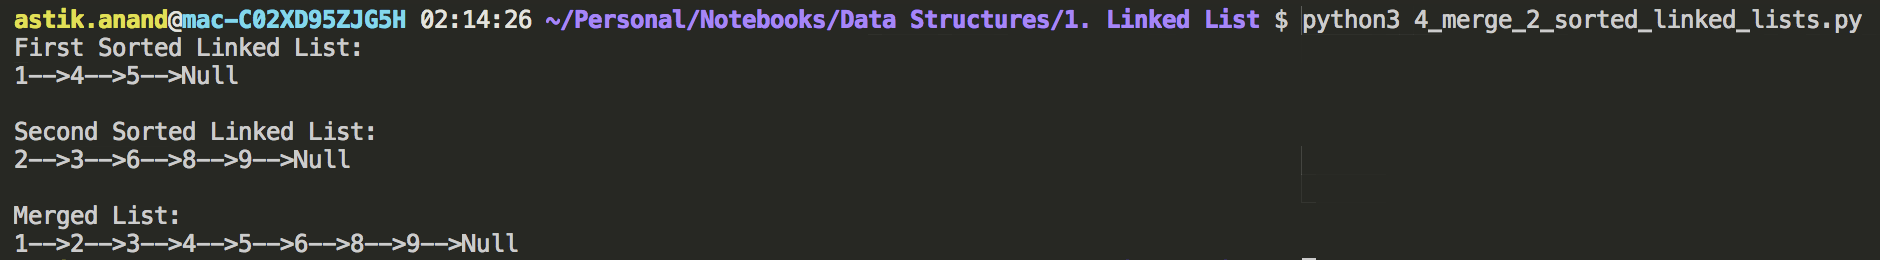 astik.anand@mac-C02XD95ZJG5H 02:14:26 ~/Personal/Notebooks/Data Structures/1. Linked List $ python3 4_merge_2_sorted_linked_lists.py
First Sorted Linked List:
1-->4-->5-->Null
Second Sorted Linked List:
2-->3-->6-->8-->9-->Null
Merged List:
1-->2-->3-->4-->5-->6-->8-->9-->Null